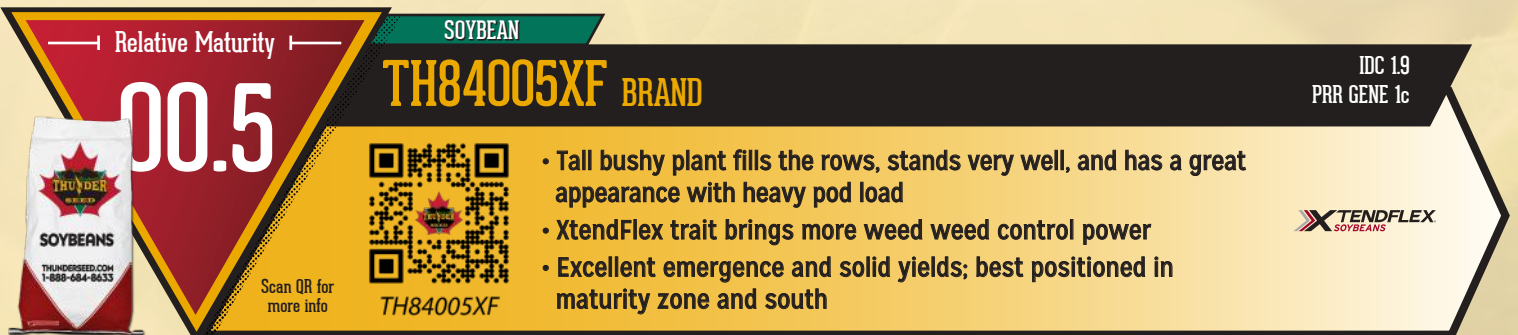 Relative Maturity
00.5
THUNDER
SEED
SOYBEANS
THUNDERSEED.COM
1-888-684-8633
Scan QR for
more info
SOYBEAN
TH84005XF BRAND
IDC 1.9
PRR GENE 1c
THUNDER
SEED
TH84005XF
• Tall bushy plant fills the rows, stands very well, and has a great
appearance with heavy pod load
• XtendFlex trait brings more weed weed control power
• Excellent emergence and solid yields; best positioned in
maturity zone and south
XTENDFLEX
SOYBEANS